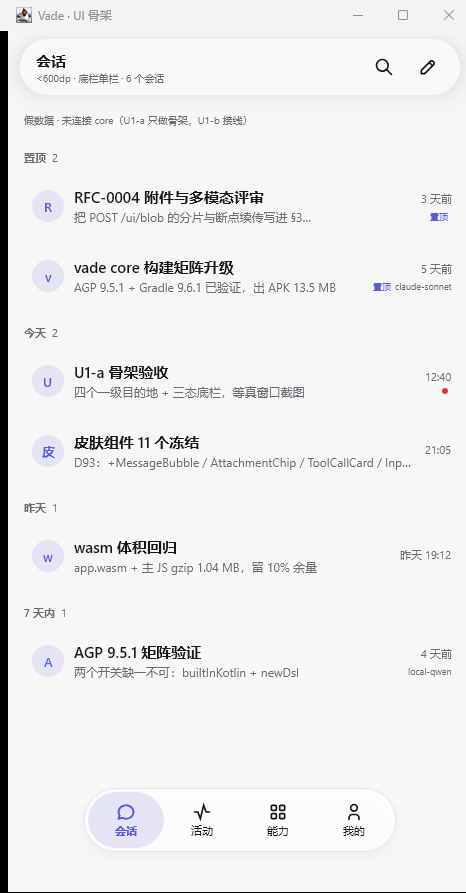 Vade · UI 骨架
会话
<600dp · 底栏单栏 · 6 个会话
假数据 · 未连接 core（U1-a 只做骨架，U1-b 接线）
置顶 2
R
RFC-0004 附件与多模态评审
3 天前
把 POST /ui/blob 的分片与断点续传写进 §3...
置顶
v
vade core 构建矩阵升级
5 天前
AGP 9.5.1 + Gradle 9.6.1 已验证，出 APK 13.5 MB
置顶 claude-sonnet
今天 2
U
U1-a 骨架验收
12:40
四个一级目的地 + 三态底栏，等真窗口截图
皮
皮肤组件 11 个冻结
21:05
D93：+MessageBubble / AttachmentChip / ToolCallCard / Inp...
昨天 1
w
wasm 体积回归
昨天 19:12
app.wasm + 主 JS gzip 1.04 MB，留 10% 余量
7 天内 1
A
AGP 9.5.1 矩阵验证
4 天前
两个开关缺一不可：builtInKotlin + newDsl
local-qwen
会话
活动
能力
我的